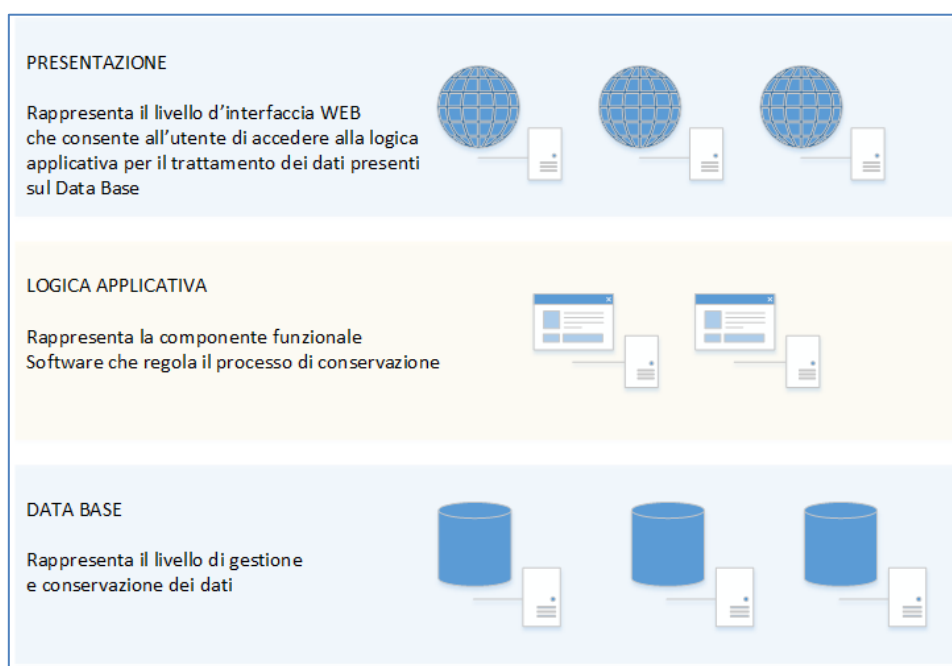 PRESENTAZIONE
Rappresenta il livello d'interfaccia WEB
che consente all'utente di accedere alla logica
applicativa per il trattamento dei dati presenti
sul Data Base
LOGICA APPLICATIVA
Rappresenta la componente funzionale
Software che regola il processo di conservazione
DATA BASE
Rappresenta il livello di gestione
e conservazione dei dati